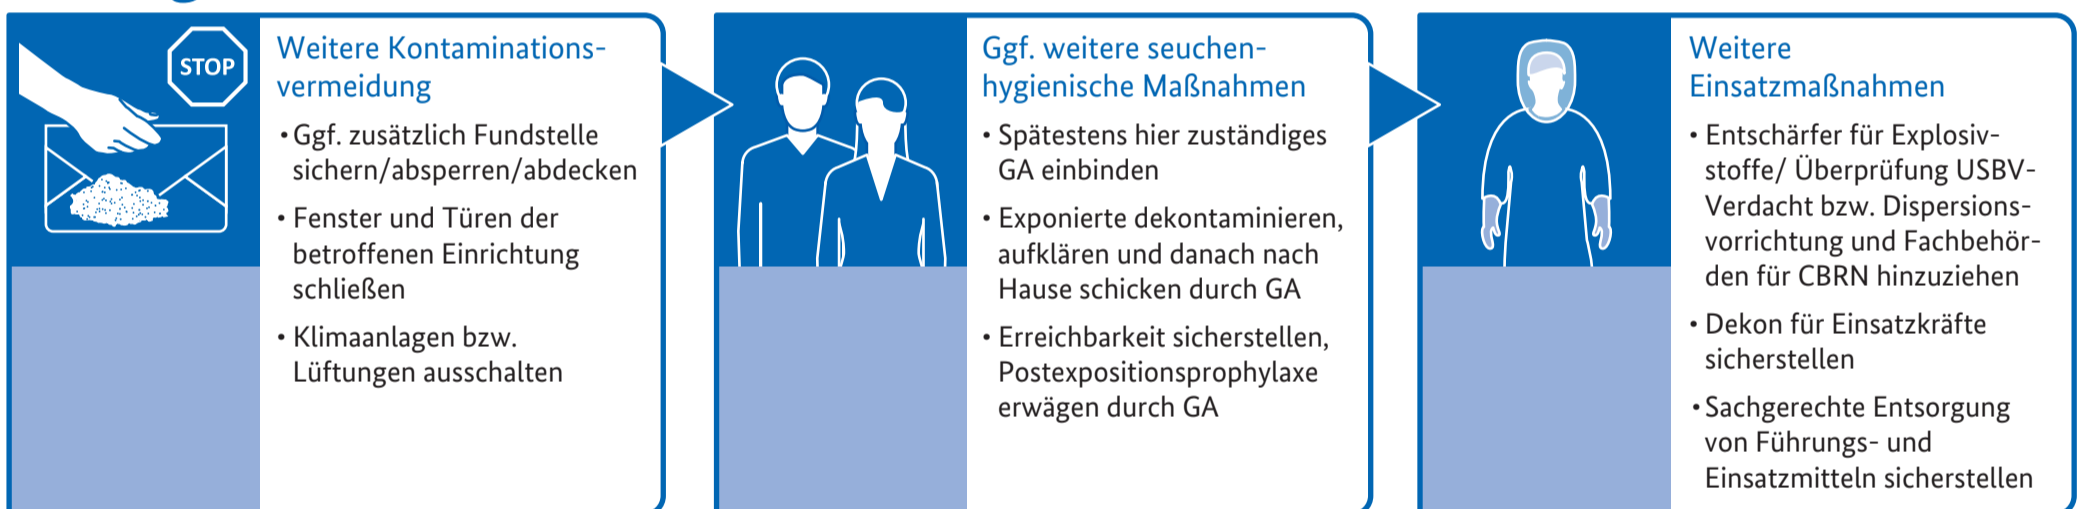 STOP
Weitere Kontaminations-
vermeidung
• Ggf. zusätzlich Fundstelle
sichern/absperren/abdecken
• Fenster und Türen der
betroffenen Einrichtung
schließen
• Klimaanlagen bzw.
Lüftungen ausschalten
Ggf. weitere seuchen-
hygienische Maßnahmen
• Spätestens hier zuständiges
GA einbinden
• Exponierte dekontaminieren,
aufklären und danach nach
Hause schicken durch GA
• Erreichbarkeit sicherstellen,
Postexpositionsprophylaxe
erwägen durch GA
Weitere
Einsatzmaßnahmen
• Entschärfer für Explosiv-
stoffe/ Überprüfung USBV-
Verdacht bzw. Dispersions-
vorrichtung und Fachbehör-
den für CBRN hinzuziehen
• Dekon für Einsatzkräfte
sicherstellen
• Sachgerechte Entsorgung
von Führungs- und
Einsatzmitteln sicherstellen